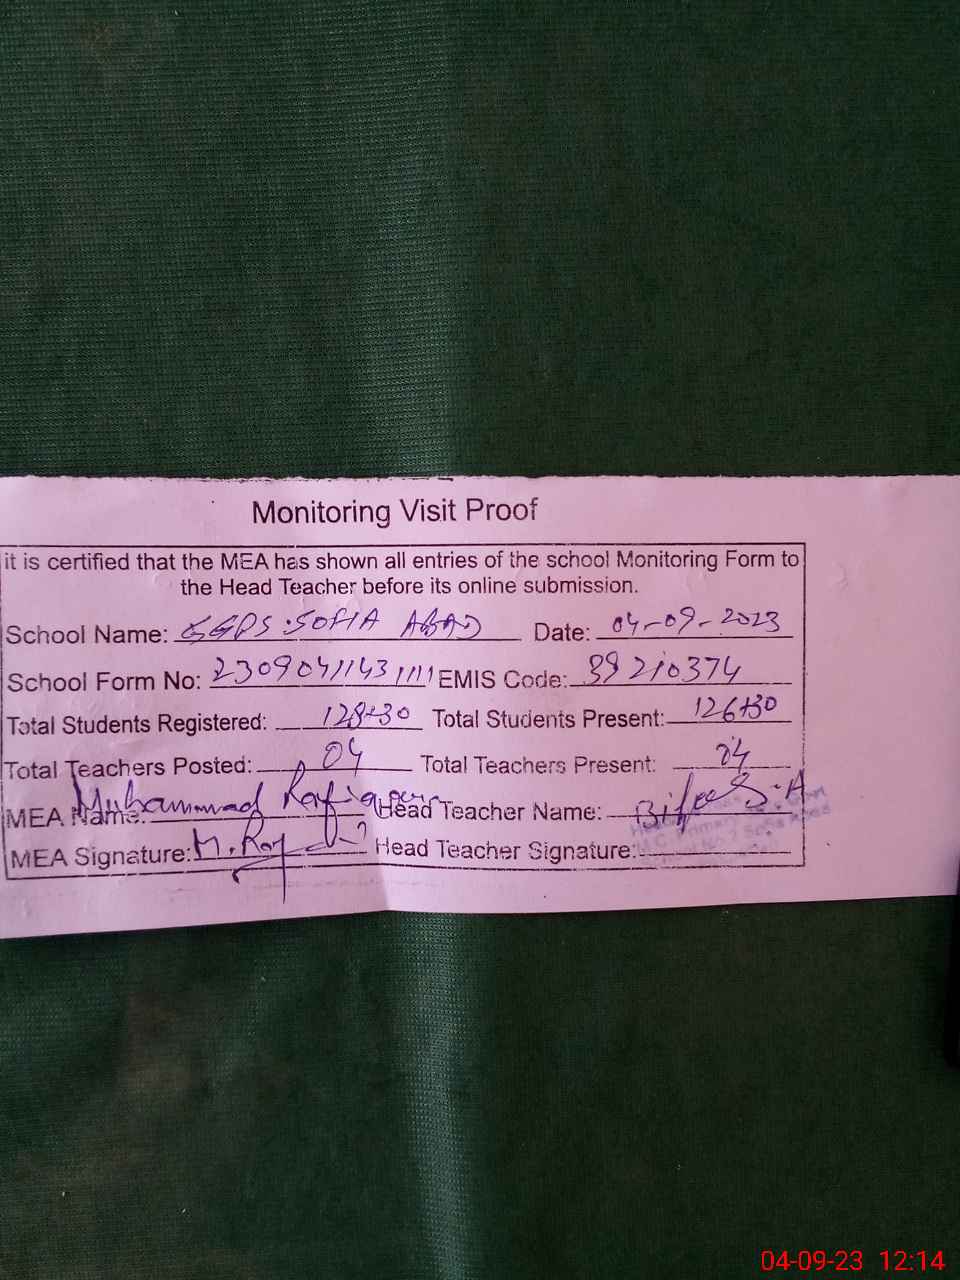 Monitoring Visit Proof
it is certified that the MEA has shown all entries of the school Monitoring Form to
the Head Teacher before its online submission.
School Name: GGPS. SOFIA ABAD Date: 04-09-2023
School Form No: 23090411431111 EMIS Code: 38210374
Total Students Registered: 128+30 Total Students Present: 126+30
Total Teachers Posted: 04 Total Teachers Present: 04
MEA Name: Muhammad Rafique Head Teacher Name:
MEA Signature: Head Teacher Signature:
04-09-23 12:14